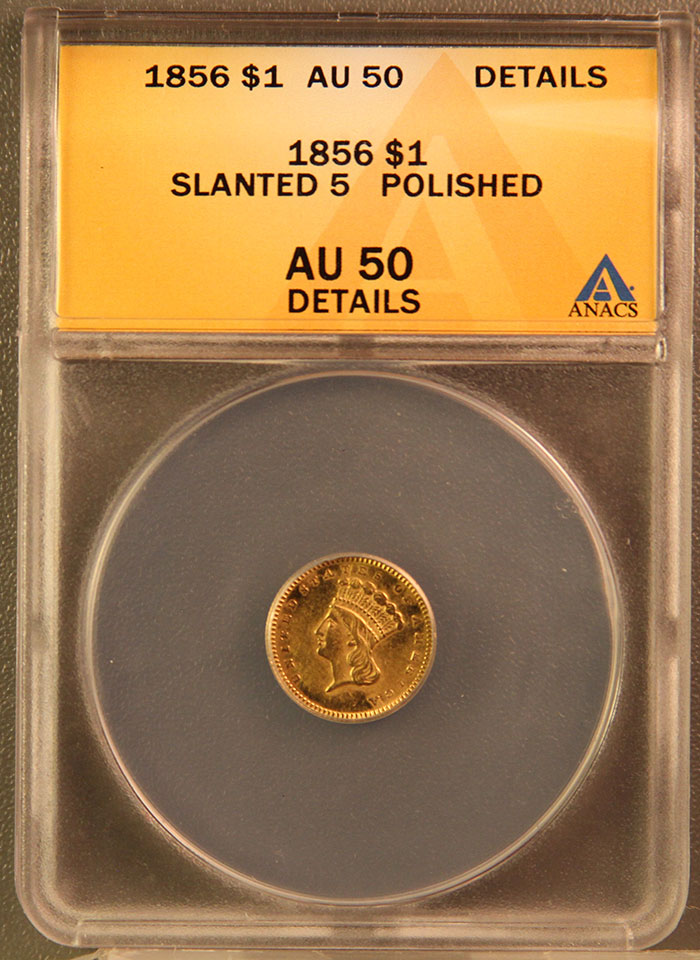 1856 $1 AU 50 DETAILS
1856 $1
SLANTED 5 POLISHED
AU 50
DETAILS
ANACS